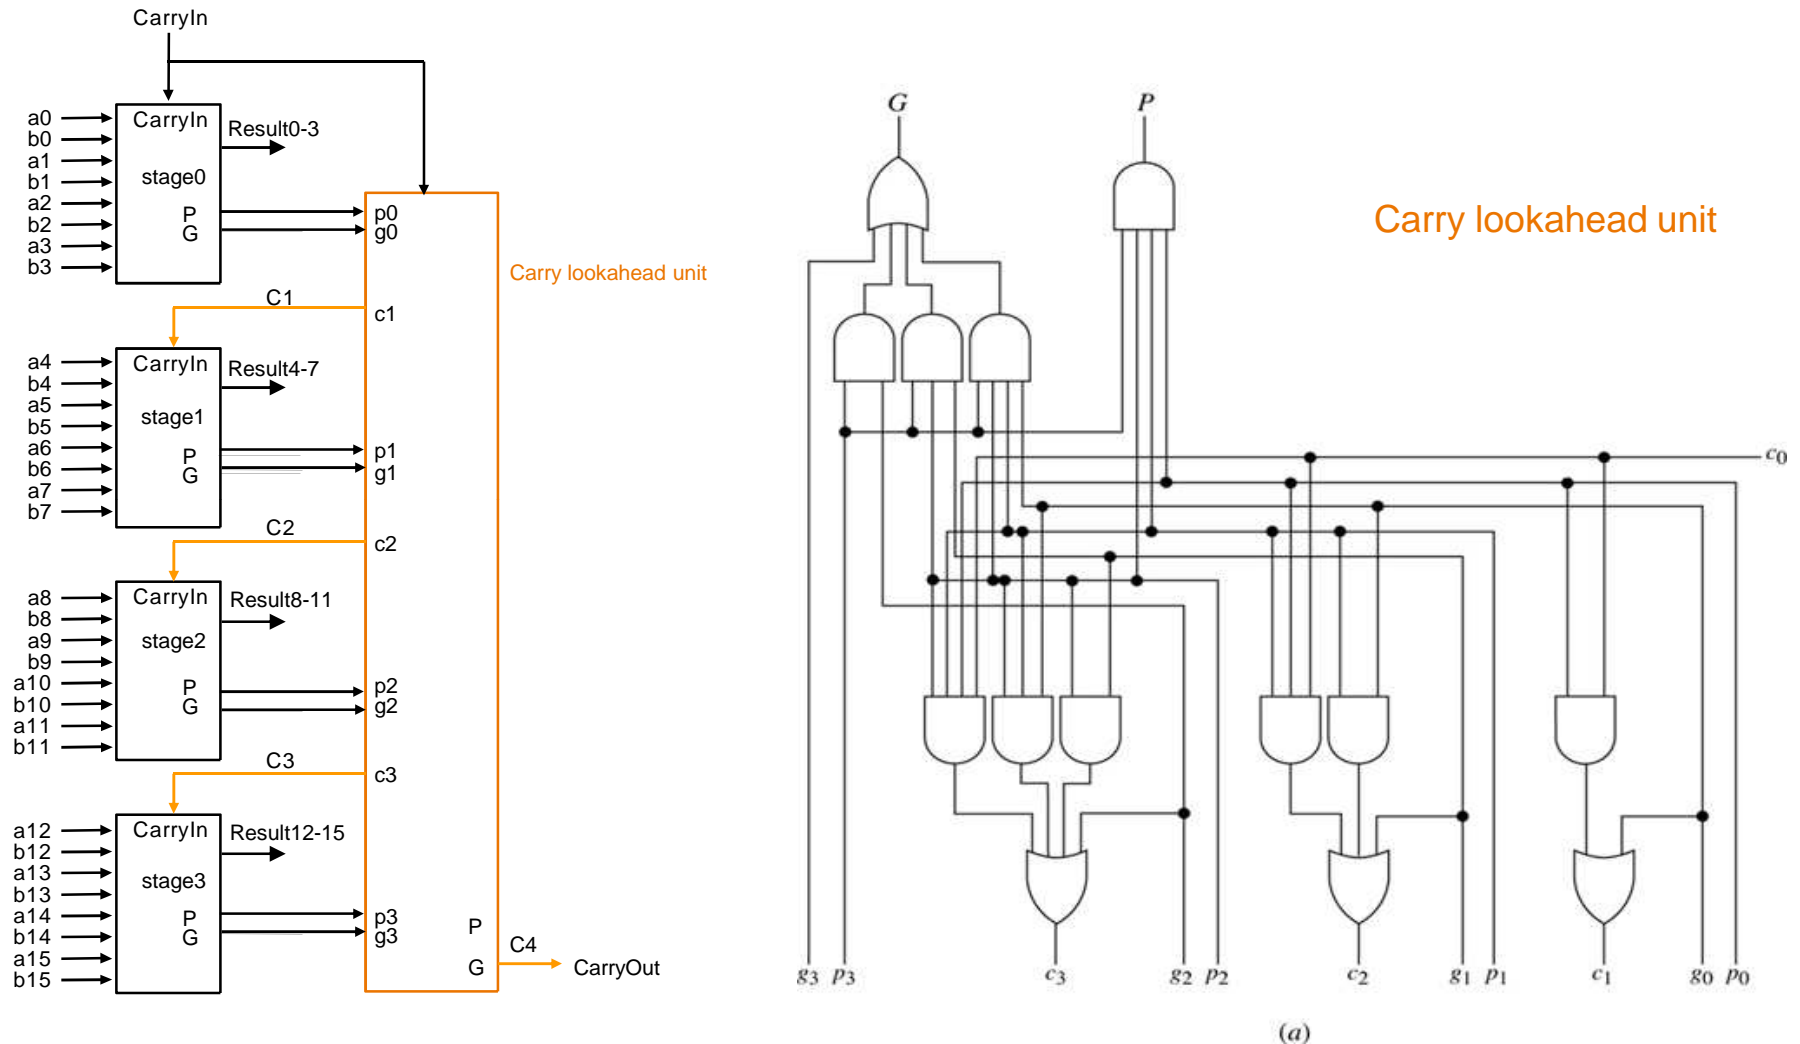 CarryIn
a0
b0
a1
b1
a2
b2
a3
b3
CarryIn
stage0
P
G
Result0-3
p0
g0
Carry lookahead unit
C1
c1
a4
b4
a5
b5
a6
b6
a7
b7
CarryIn
stage1
P
G
Result4-7
p1
g1
C2
c2
a8
b8
a9
b9
a10
b10
a11
b11
CarryIn
stage2
P
G
Result8-11
p2
g2
C3
c3
a12
b12
a13
b13
a14
b14
a15
b15
CarryIn
stage3
P
G
Result12-15
p3
g3
P
G
C4
CarryOut
G P
Carry lookahead unit
c0
g3 p3 c3 g2 p2 c2 g1 p1 c1 g0 p0
(a)